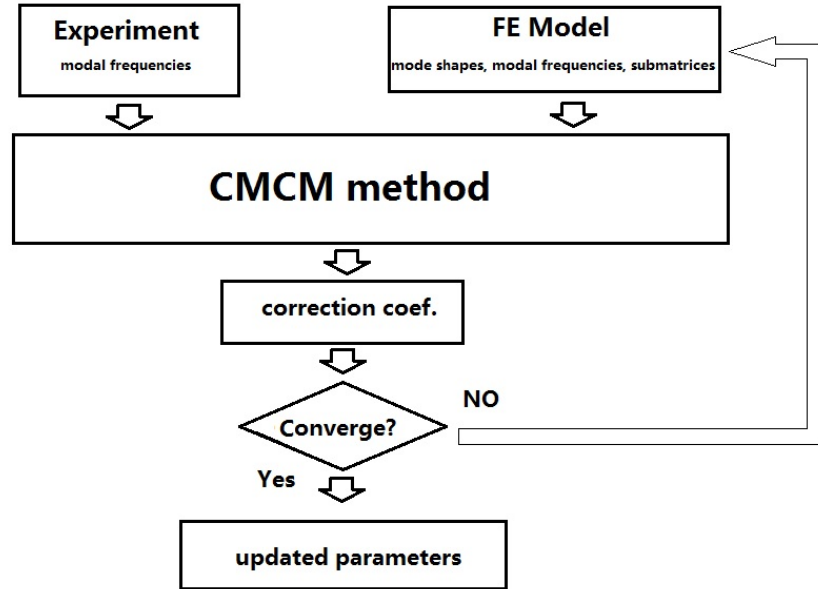 Experiment
modal frequencies
FE Model
mode shapes, modal frequencies, submatrices
CMCM method
correction coef.
Converge?
NO
Yes
updated parameters